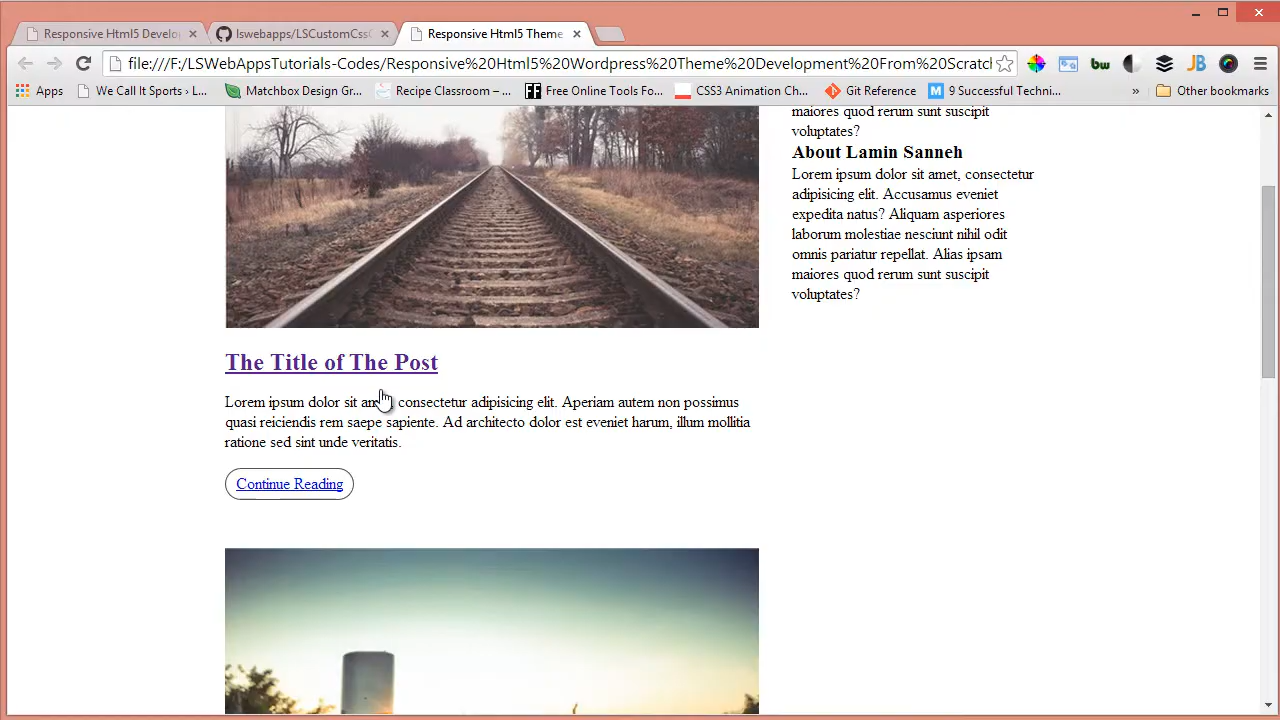 Responsive Html5 Develo
lswebapps/LSCustomCss
Responsive Html5 Theme
file:///F:/LSWebAppsTutorials-Codes/Responsive%20Html5%20Wordpress%20Theme%20Development%20From%20Scratch
Apps
We Call It Sports › L...
Matchbox Design Gr...
Recipe Classroom – ...
FF
Free Online Tools Fo...
CSS3 Animation Ch...
Git Reference
M
9 Successful Techni...
»
Other bookmarks
bw
JB
maiores quod rerum sunt suscipit
voluptates?
About Lamin Sanneh
Lorem ipsum dolor sit amet, consectetur
adipisicing elit. Accusamus eveniet
expedita natus? Aliquam asperiores
laborum molestiae nesciunt nihil odit
omnis pariatur repellat. Alias ipsam
maiores quod rerum sunt suscipit
voluptates?
The Title of The Post
Lorem ipsum dolor sit amet, consectetur adipisicing elit. Aperiam autem non possimus
quasi reiciendis rem saepe sapiente. Ad architecto dolor est eveniet harum, illum mollitia
ratione sed sint unde veritatis.
Continue Reading